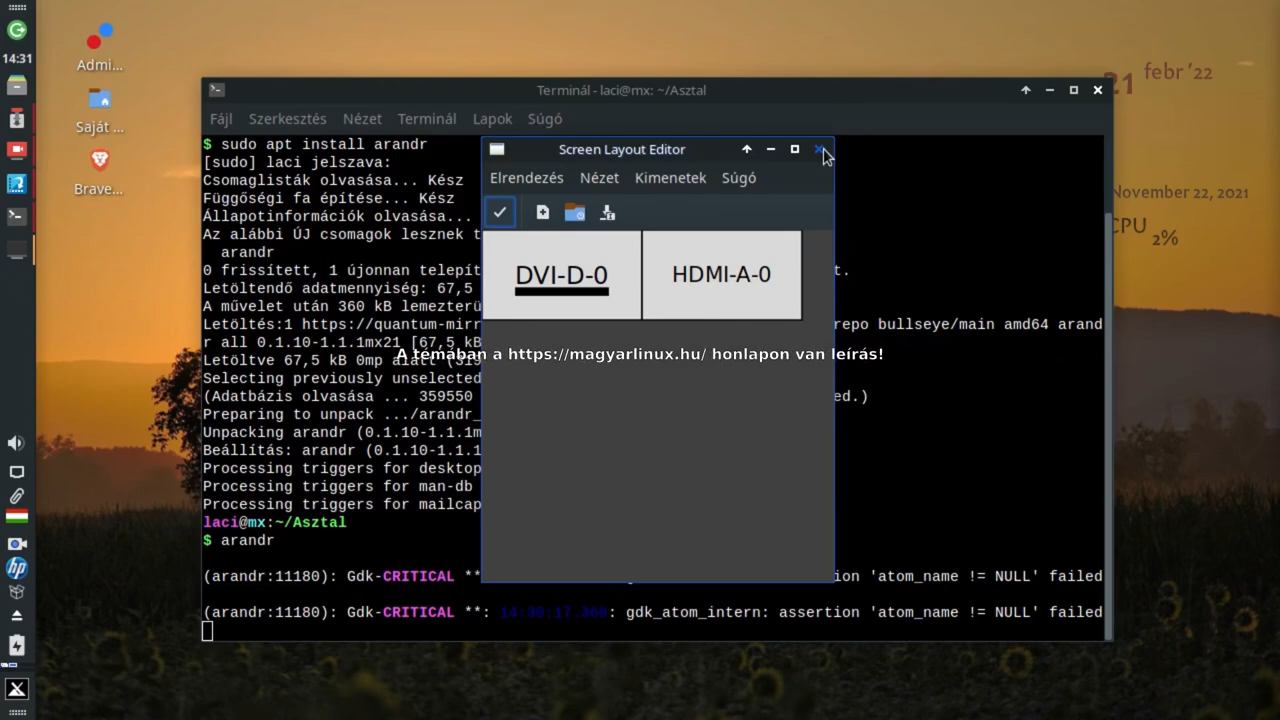 14:31
Admi...
Saját ...
Brave...
21 febr ’22
November 22, 2021
CPU
2%
Terminál - laci@mx: ~/Asztal
Fájl Szerkesztés Nézet Terminál Lapok Súgó
$ sudo apt install arandr
[sudo] laci jelszava:
Csomaglisták olvasása... Kész
Függőségi fa építése... Kész
Állapotinformációk olvasása...
Az alábbi ÚJ csomagok lesznek t
arandr
0 frissített, 1 újonnan telepít t.
Letöltendő adatmennyiség: 67,5
A művelet után 360 kB lemezterü
Letöltés:1 https://quantum-mirr repo bullseye/main amd64 arand
r all 0.1.10-1.1.1mx21 [67,5 kB
Letöltve 67,5 kB 0mp alatt (319
Selecting previously unselected
(Adatbázis olvasása ... 359550 ed.)
Preparing to unpack .../arandr_
Unpacking arandr (0.1.10-1.1.1m
Beállítás: arandr (0.1.10-1.1.1
Processing triggers for desktop
Processing triggers for man-db
Processing triggers for mailcap
laci@mx:~/Asztal
$ arandr
(arandr:11180): Gdk-CRITICAL ** ion 'atom_name != NULL' failed
(arandr:11180): Gdk-CRITICAL **: 14:30:17.360: gdk_atom_intern: assertion 'atom_name != NULL' failed
Screen Layout Editor
Elrendezés Nézet Kimenetek Súgó
DVI-D-0 HDMI-A-0
A témában a https://magyarlinux.hu/ honlapon van leírás!
hp